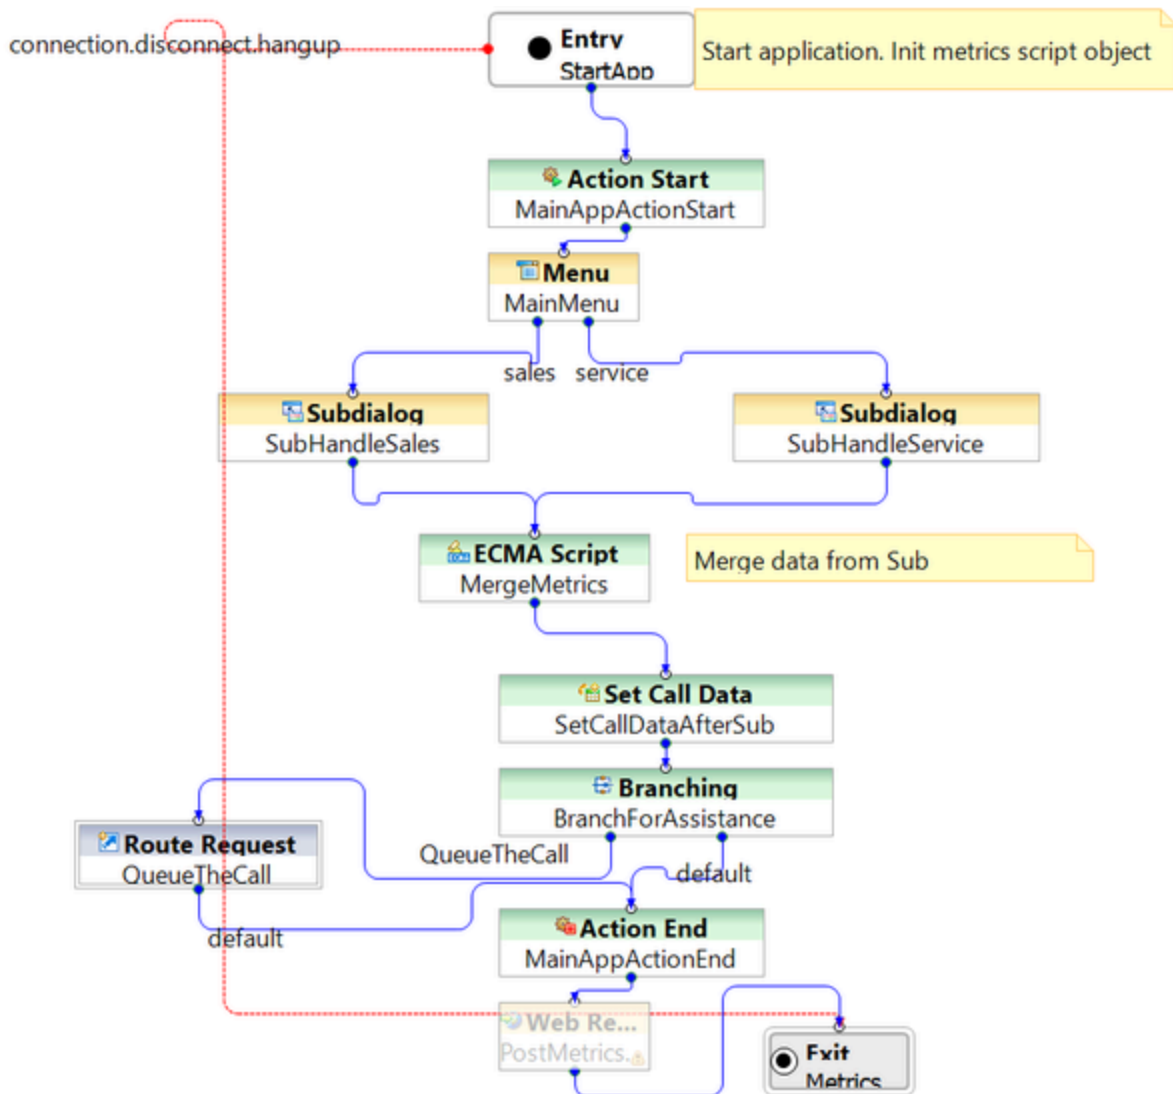 connection.disconnect.hangup
Entry
StartApp
Start application. Init metrics script object
Action Start
MainAppActionStart
Menu
MainMenu
sales
service
Subdialog
SubHandleSales
Subdialog
SubHandleService
ECMA Script
MergeMetrics
Merge data from Sub
Set Call Data
SetCallDataAfterSub
Branching
BranchForAssistance
Route Request
QueueTheCall
QueueTheCall
default
default
Action End
MainAppActionEnd
Web Re...
PostMetrics.
Exit
Metrics